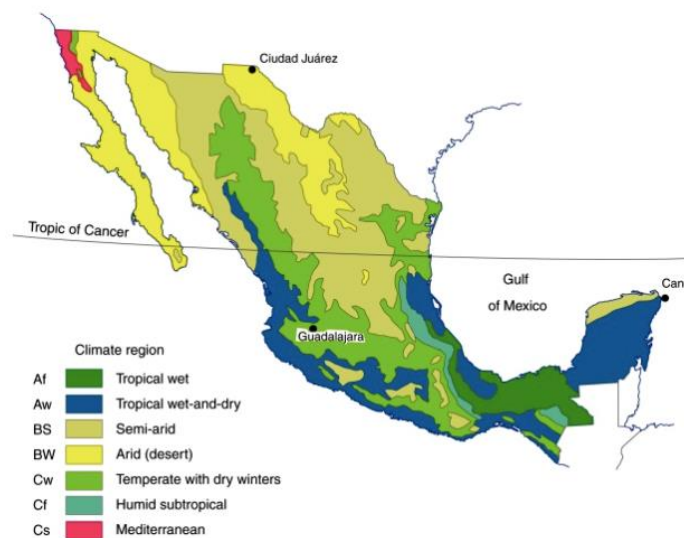 Ciudad Juárez
Tropic of Cancer
Gulf
of Mexico
Can
Guadalajara
Climate region
Af Tropical wet
Aw Tropical wet-and-dry
BS Semi-arid
BW Arid (desert)
Cw Temperate with dry winters
Cf Humid subtropical
Cs Mediterranean